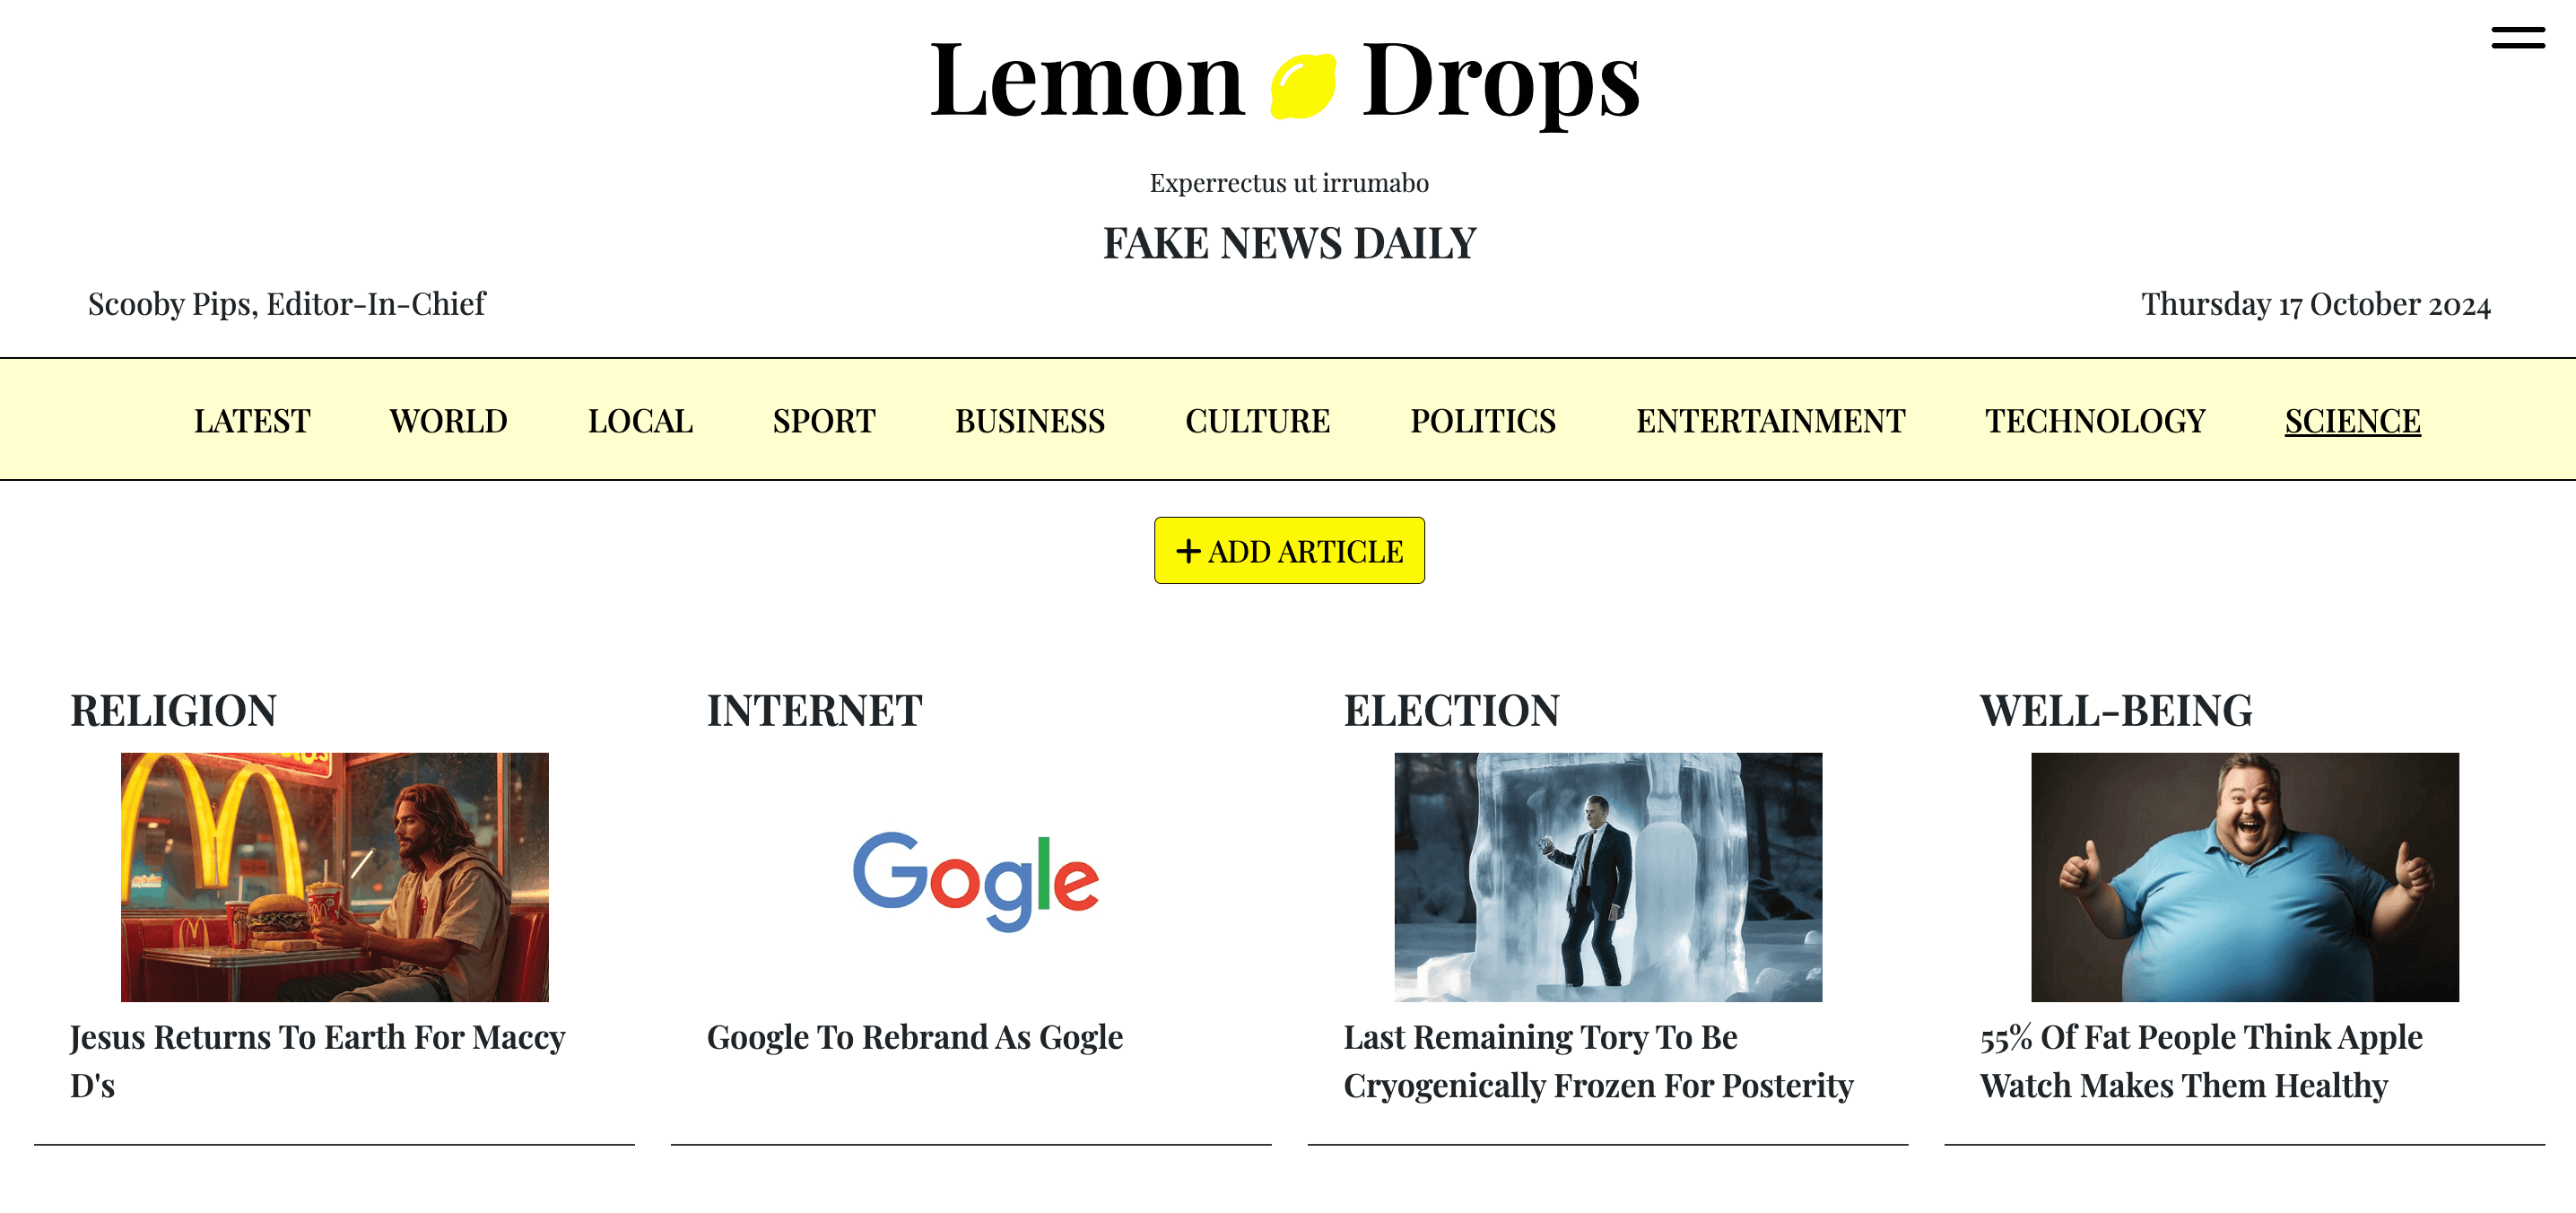 Lemon Drops
Experrectus ut irrumabo
FAKE NEWS DAILY
Scooby Pips, Editor-In-Chief
Thursday 17 October 2024
LATEST WORLD LOCAL SPORT BUSINESS CULTURE POLITICS ENTERTAINMENT TECHNOLOGY SCIENCE
+ ADD ARTICLE
RELIGION
Jesus Returns To Earth For Maccy
D's
INTERNET
Gogle
Google To Rebrand As Gogle
ELECTION
Last Remaining Tory To Be
Cryogenically Frozen For Posterity
WELL-BEING
55% Of Fat People Think Apple
Watch Makes Them Healthy